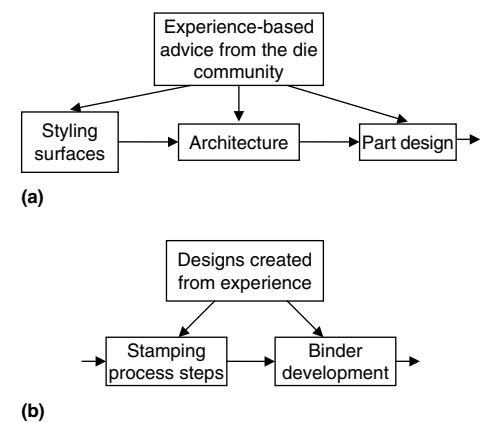 Experience-based
advice from the die
community
Styling
surfaces
Architecture
Part design
(a)
Designs created
from experience
Stamping
process steps
Binder
development
(b)